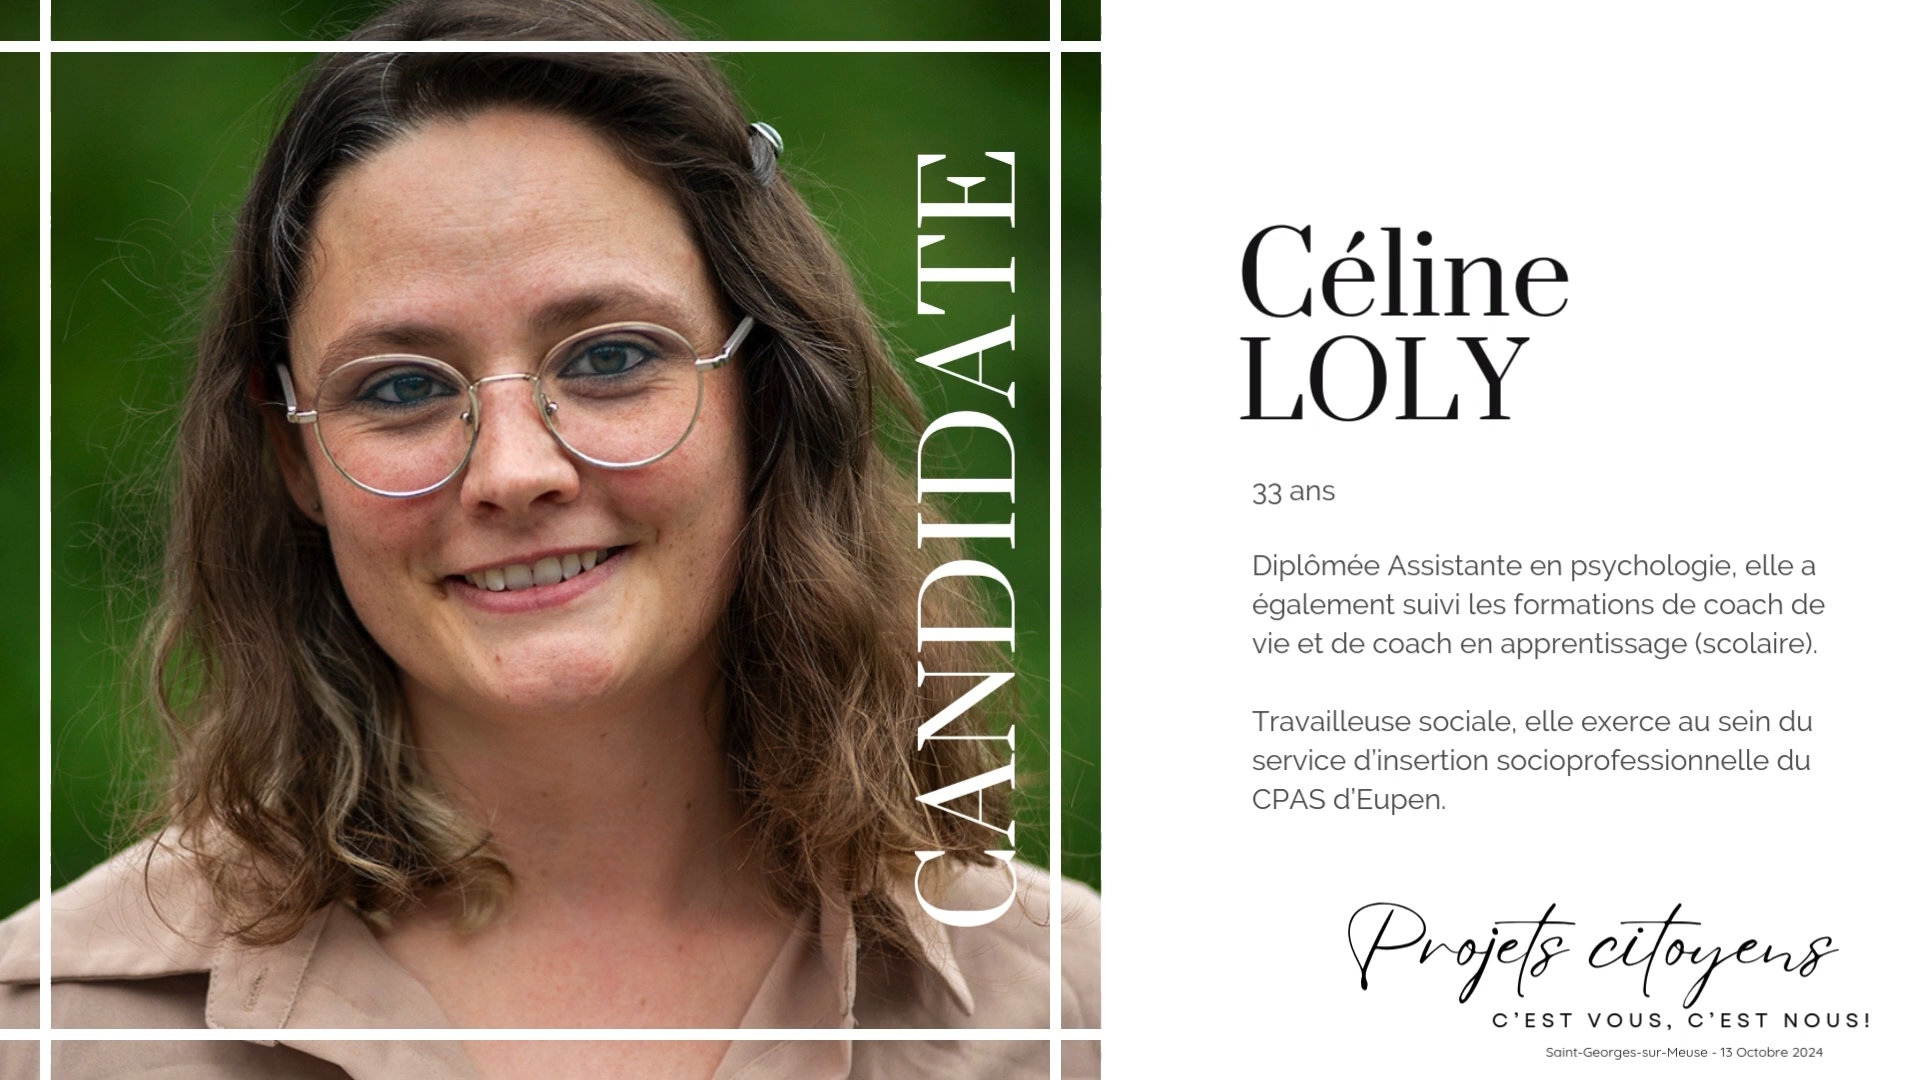 CANDIDATE
Céline
LOLY
33 ans
Diplômée Assistante en psychologie, elle a
également suivi les formations de coach de
vie et de coach en apprentissage (scolaire).
Travailleuse sociale, elle exerce au sein du
service d’insertion socioprofessionnelle du
CPAS d’Eupen.
Projets citoyens
C’EST VOUS, C’EST NOUS!
Saint-Georges-sur-Meuse - 13 Octobre 2024